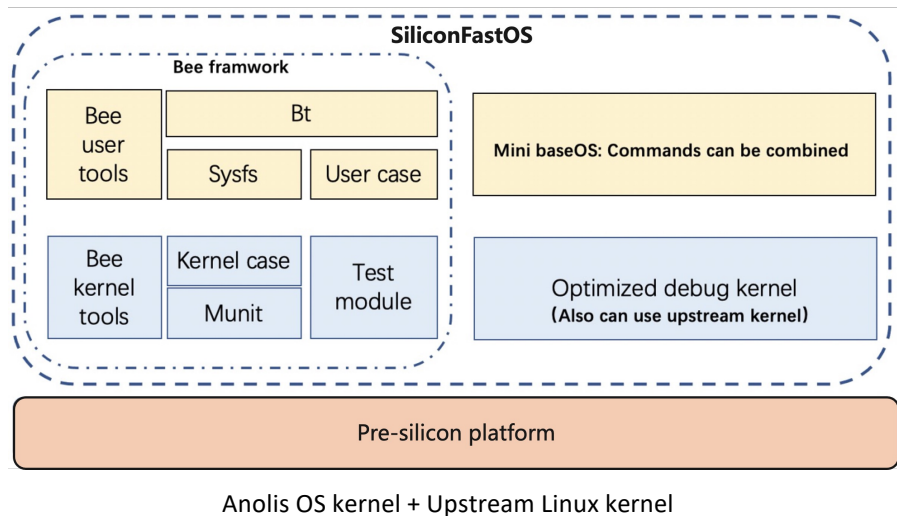 SiliconFastOS
Bee framwork
Bee
user
tools
Bt
Sysfs
User case
Mini baseOS: Commands can be combined
Bee
kernel
tools
Kernel case
Munit
Test
module
Optimized debug kernel
(Also can use upstream kernel)
Pre-silicon platform
Anolis OS kernel + Upstream Linux kernel